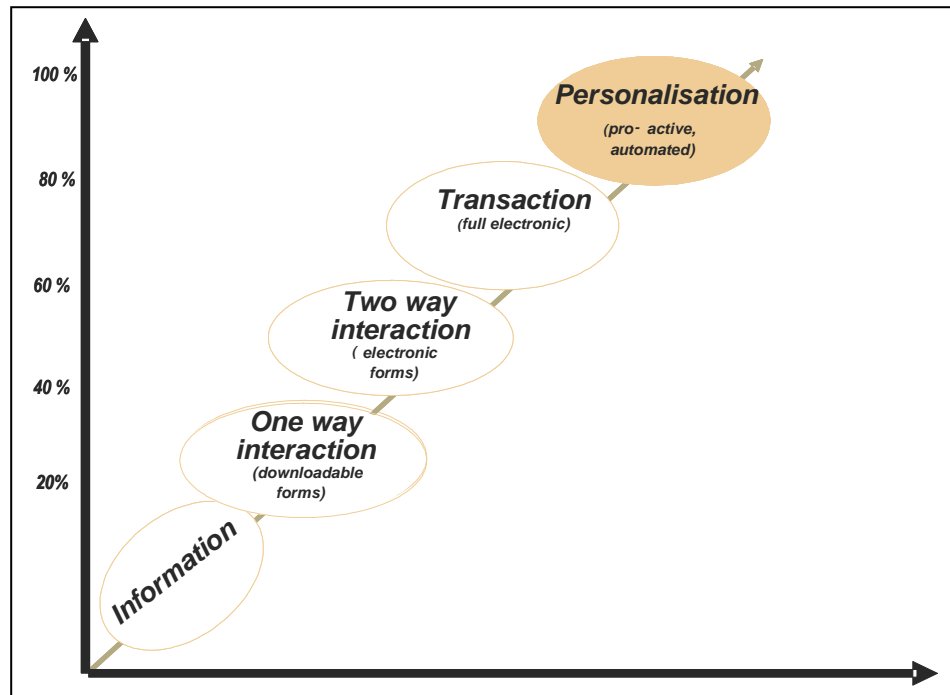 100 %
Personalisation
(pro- active,
automated)
80 %
Transaction
(full electronic)
60 %
Two way
interaction
( electronic
forms)
40 %
One way
interaction
(downloadable
forms)
20%
Information